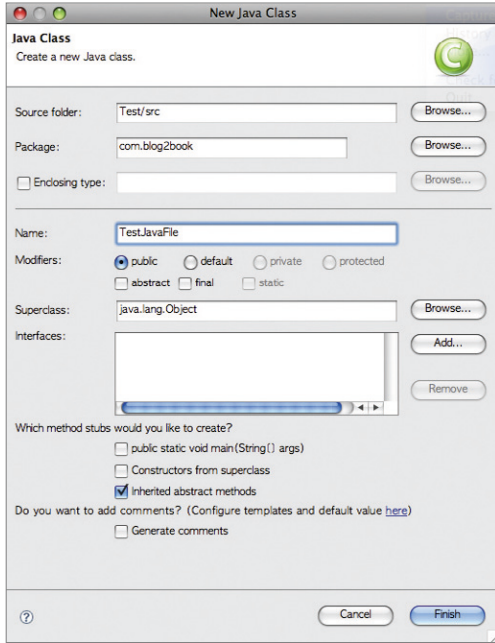 New Java Class
Java Class
Create a new Java class.
Source folder: Test/src Browse...
Package: com.blog2book Browse...
Enclosing type: Browse...
Name: TestJavaFile
Modifiers: public default private protected
abstract final static
Superclass: java.lang.Object Browse...
Interfaces: Add...
Remove
Which method stubs would you like to create?
public static void main(String[] args)
Constructors from superclass
Inherited abstract methods
Do you want to add comments? (Configure templates and default value here)
Generate comments
? Cancel Finish